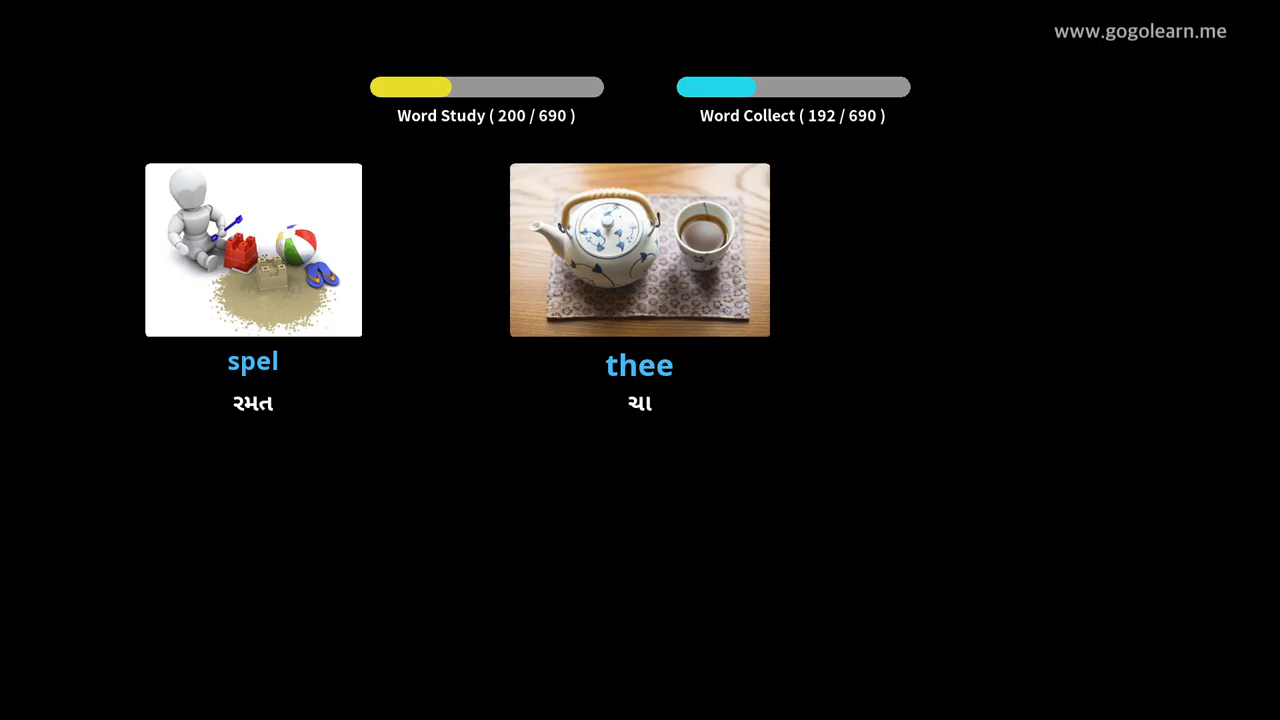 www.gogolearn.me
Word Study ( 200 / 690 )
Word Collect ( 192 / 690 )
spel
thee
રમત
ચા